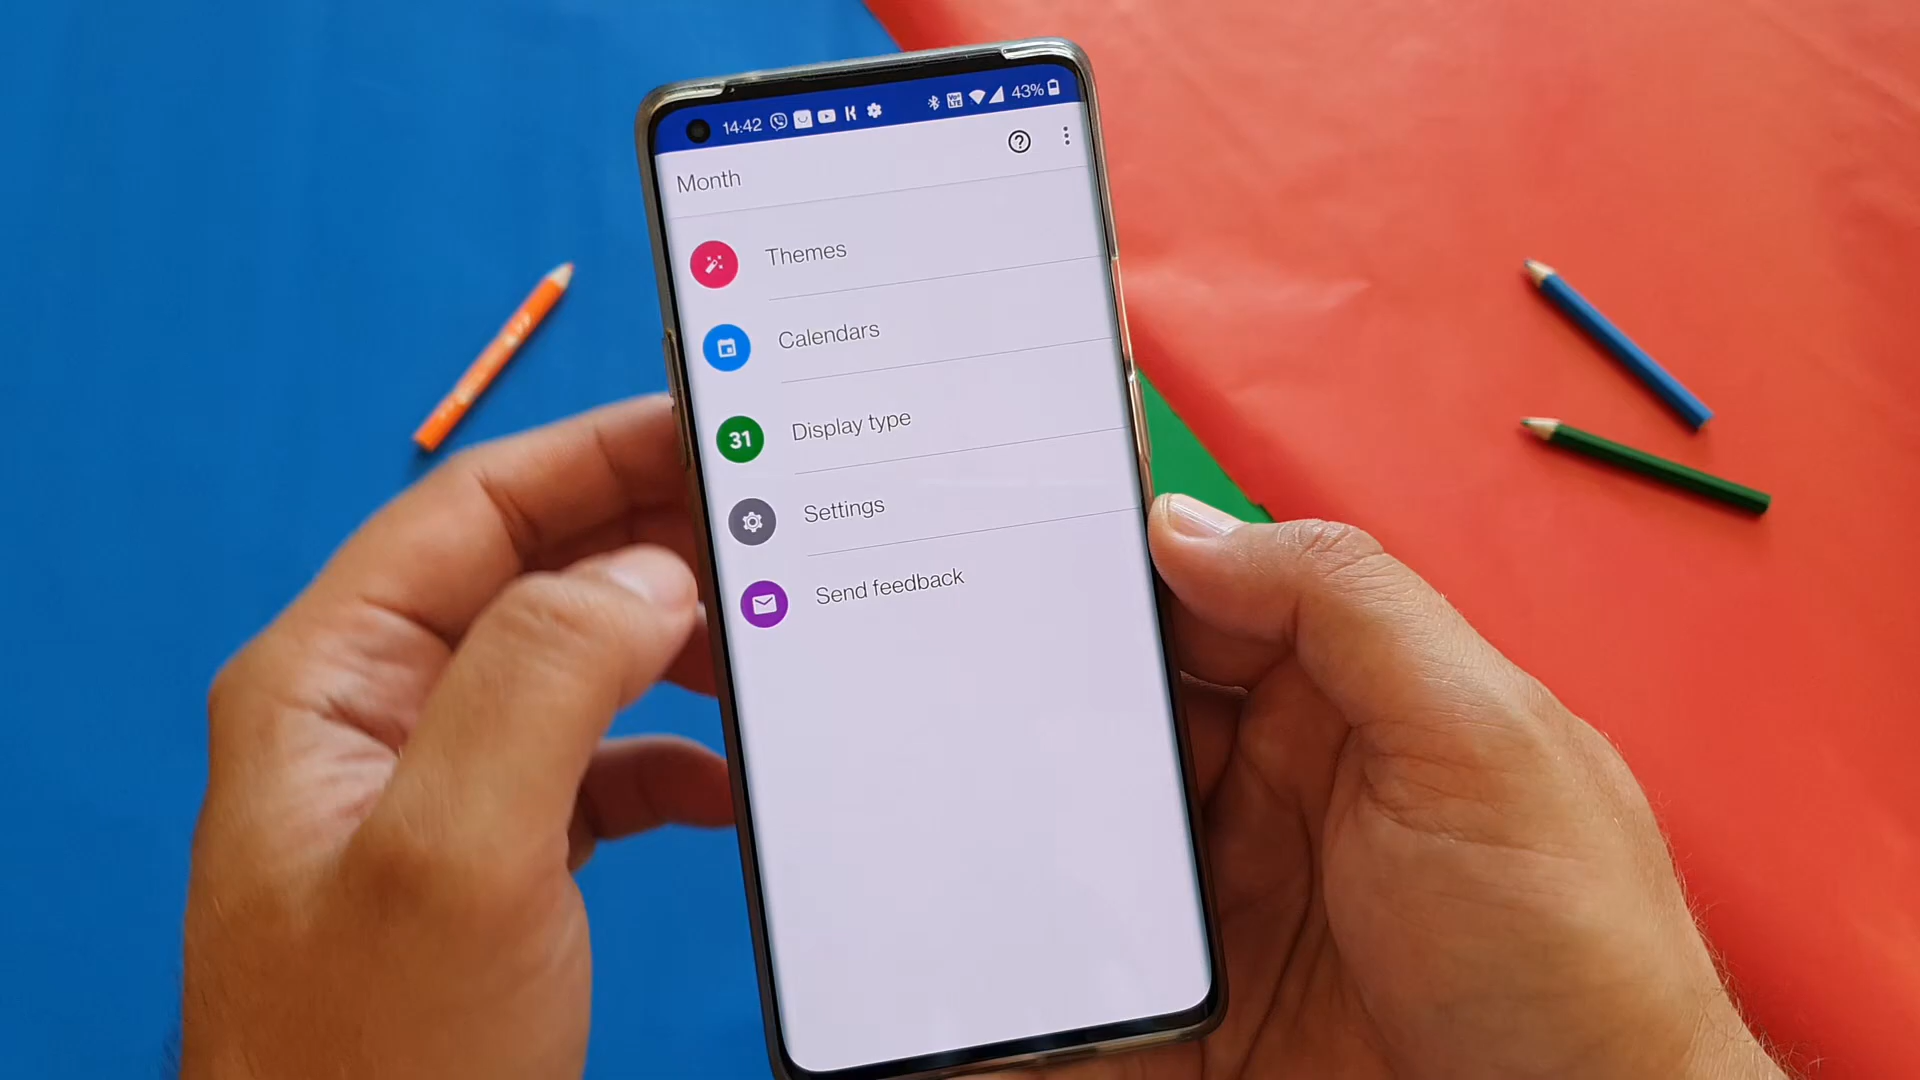 14:42 43%
Month
Themes
Calendars
31 Display type
Settings
Send feedback